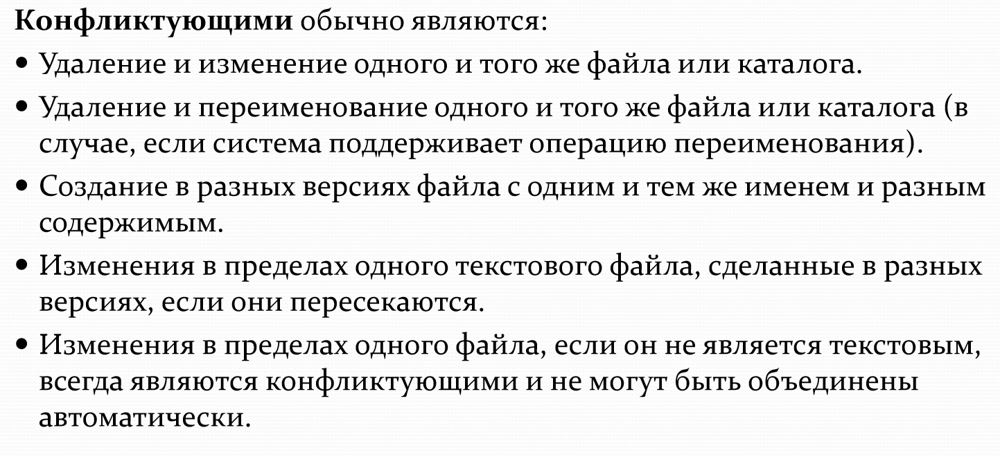 Конфликтующими обычно являются:
• Удаление и изменение одного и того же файла или каталога.
• Удаление и переименование одного и того же файла или каталога (в
случае, если система поддерживает операцию переименования).
• Создание в разных версиях файла с одним и тем же именем и разным
содержимым.
• Изменения в пределах одного текстового файла, сделанные в разных
версиях, если они пересекаются.
• Изменения в пределах одного файла, если он не является текстовым,
всегда являются конфликтующими и не могут быть объединены
автоматически.